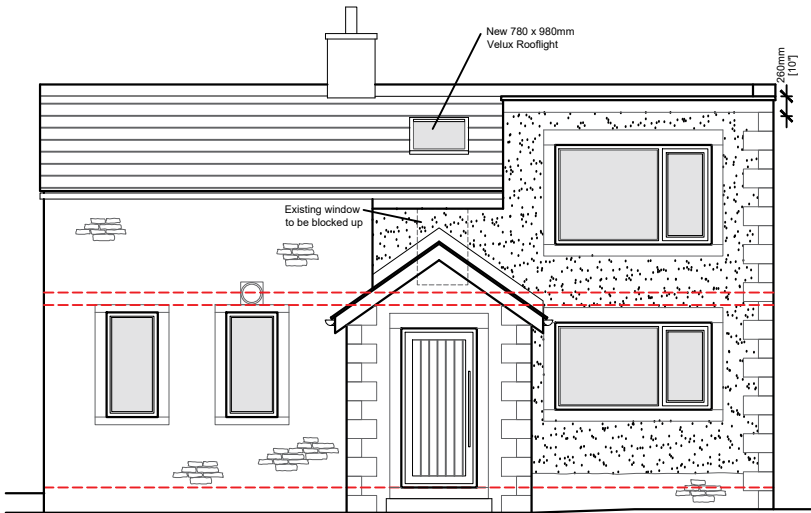 New 780 x 980mm
Velux Rooflight
260mm
[10"]
Existing window
to be blocked up